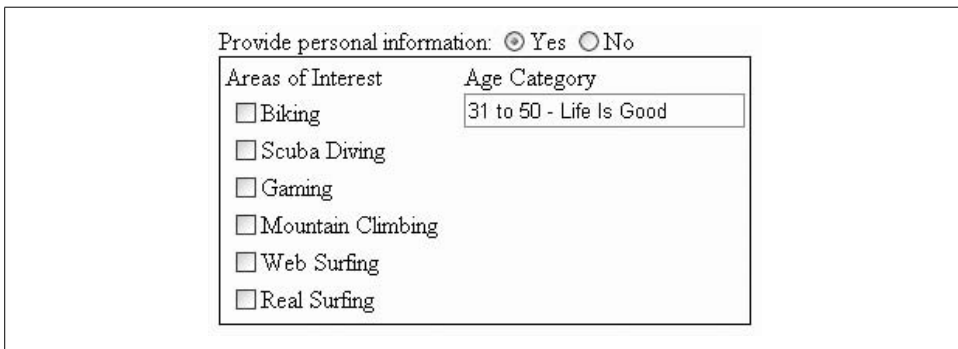 Provide personal information: Yes No
Areas of Interest
Biking
Scuba Diving
Gaming
Mountain Climbing
Web Surfing
Real Surfing
Age Category
31 to 50 - Life Is Good